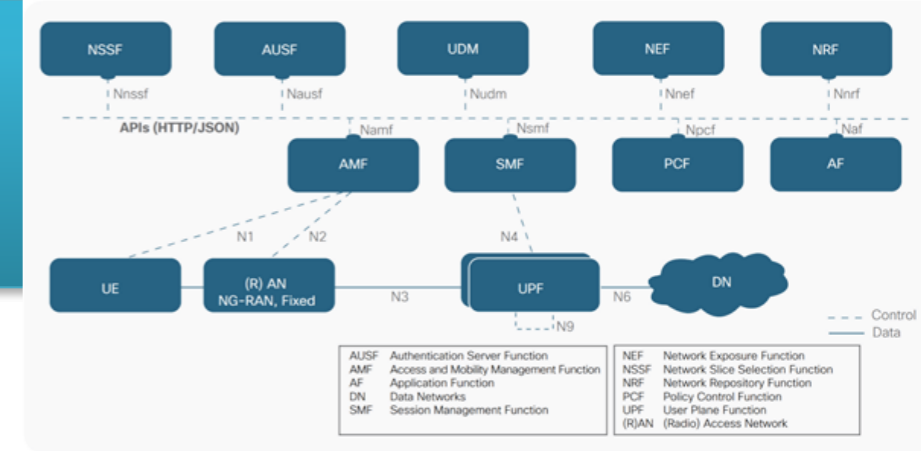 NSSF AUSF UDM NEF NRF
Nnssf Nausf Nudm Nnef Nnrf
APIs (HTTP/JSON)
Namf Nsmf Npcf Naf
AMF SMF PCF AF
N1 N2 N4
UE
(R) AN
NG-RAN, Fixed
N3
UPF
N6
DN
N9
Control
Data
AUSF Authentication Server Function
AMF Access and Mobility Management Function
AF Application Function
DN Data Networks
SMF Session Management Function
NEF Network Exposure Function
NSSF Network Slice Selection Function
NRF Network Repository Function
PCF Policy Control Function
UPF User Plane Function
(R)AN (Radio) Access Network